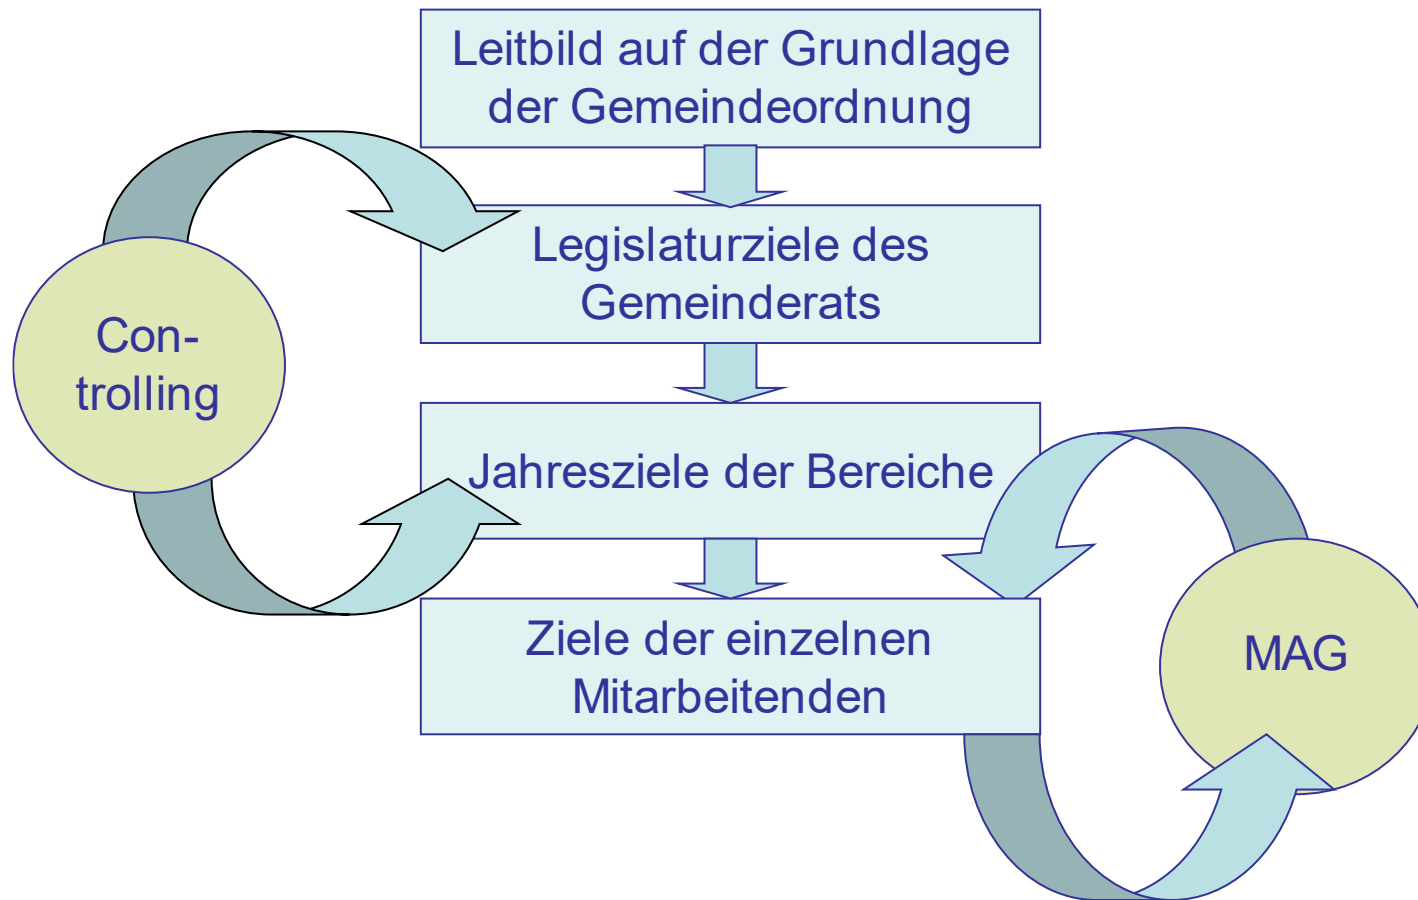 Leitbild auf der Grundlage
der Gemeindeordnung
Legislaturziele des
Gemeinderats
Con-
trolling
Jahresziele der Bereiche
Ziele der einzelnen
Mitarbeitenden
MAG